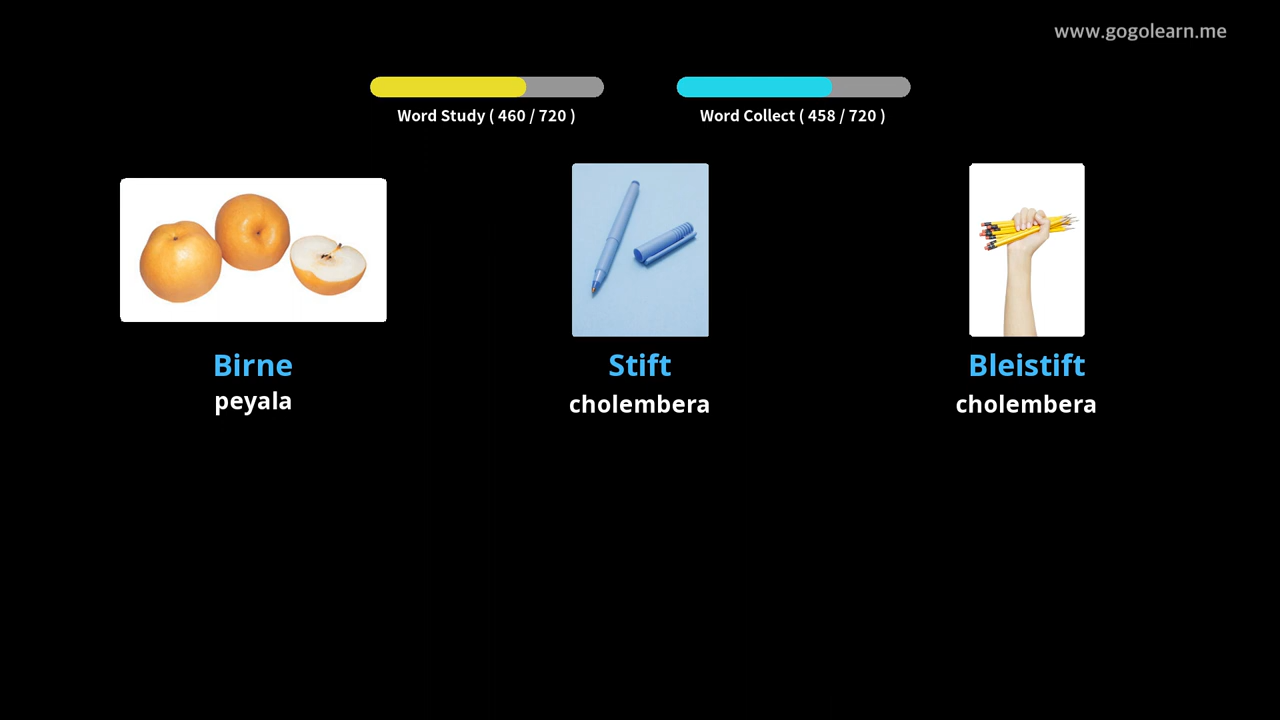 www.gogolearn.me
Word Study ( 460 / 720 )
Word Collect ( 458 / 720 )
Birne
peyala
Stift
cholembera
Bleistift
cholembera